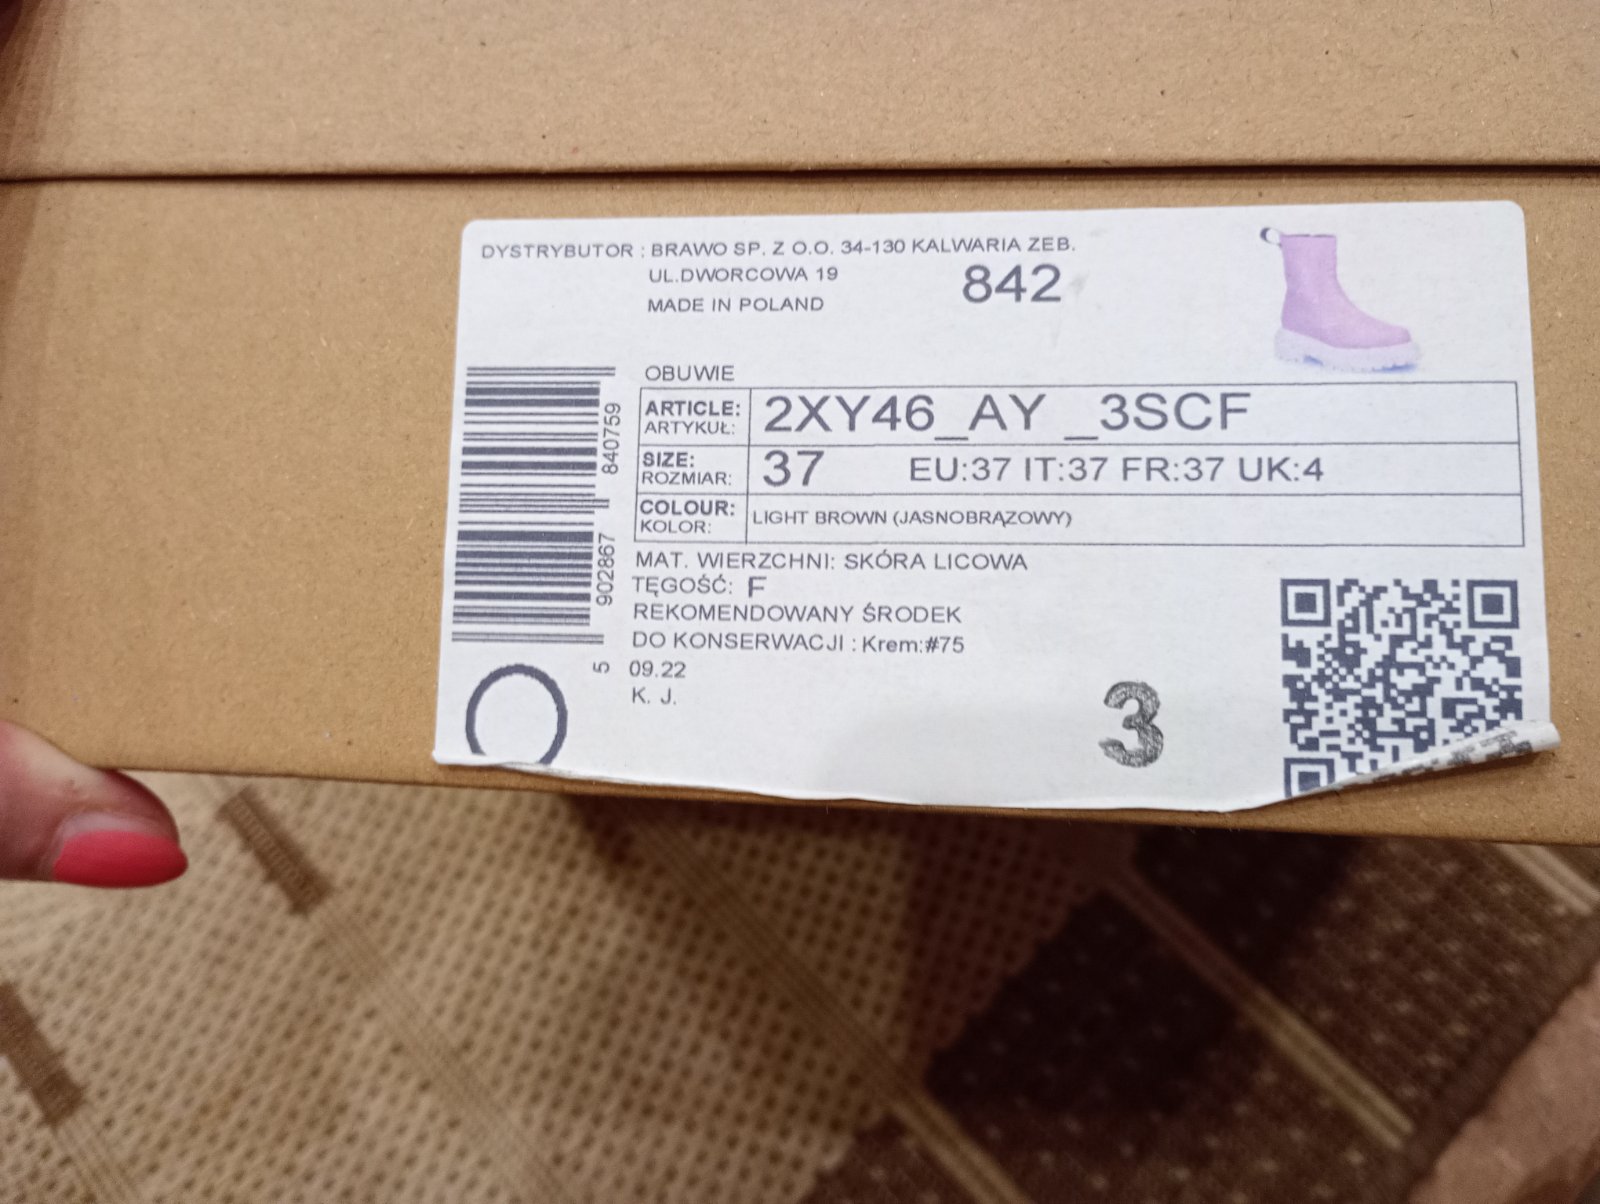 DYSTRYBUTOR : BRAWO SP. Z O.O. 34-130 KALWARIA ZEB.
UL.DWORCOWA 19
842
MADE IN POLAND
OBUWIE
ARTICLE: 2XY46_AY _3SCF
ARTYKUŁ:
SIZE: 37 EU:37 IT:37 FR:37 UK:4
ROZMIAR:
COLOUR: LIGHT BROWN (JASNOBRĄZOWY)
KOLOR:
MAT. WIERZCHNI: SKÓRA LICOWA
TĘGOŚĆ: F
REKOMENDOWANY ŚRODEK
DO KONSERWACJI : Krem:#75
09.22
K. J.
3
5 902867 840759